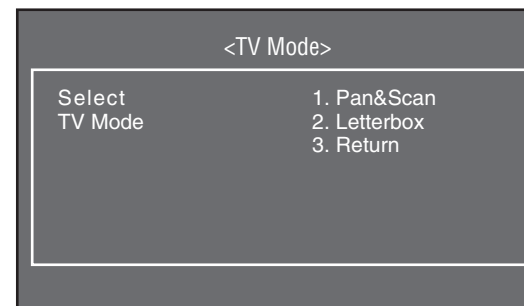 <TV Mode>
Select
TV Mode
1. Pan&Scan
2. Letterbox
3. Return